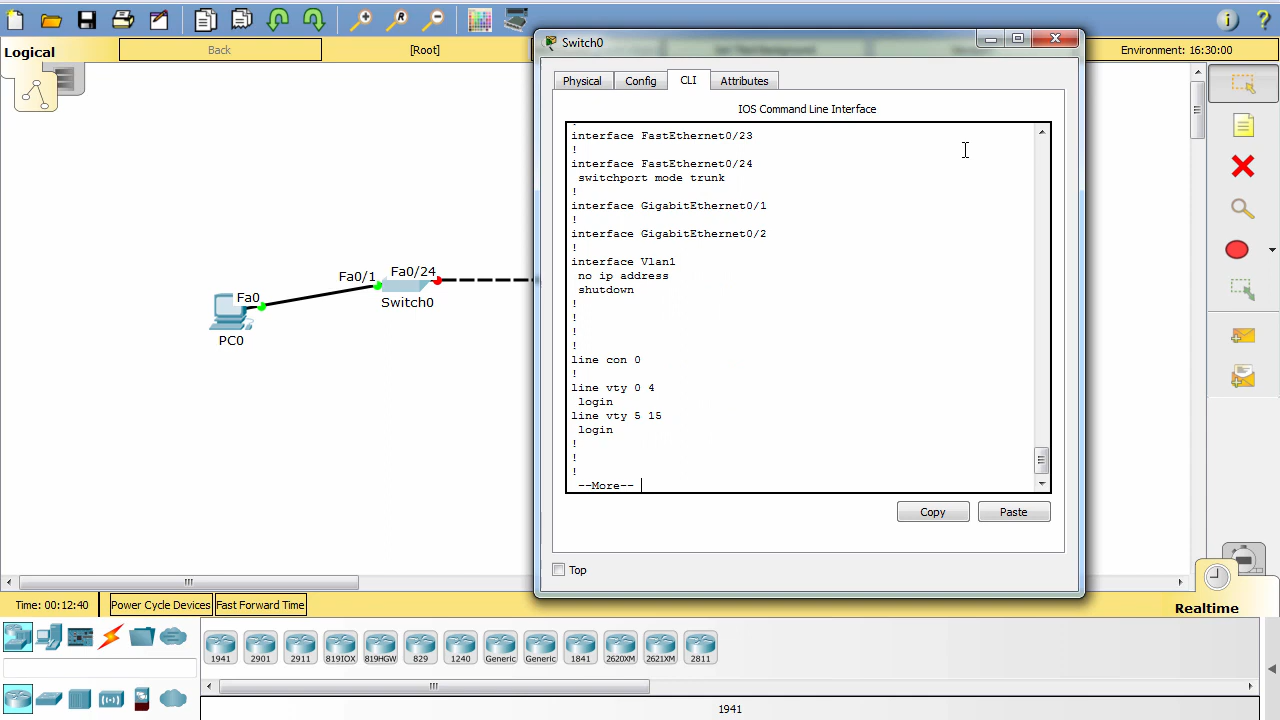 Logical
Back
[Root]
Switch0
Environment: 16:30:00
Physical
Config
CLI
Attributes
IOS Command Line Interface
!
interface FastEthernet0/23
!
interface FastEthernet0/24
switchport mode trunk
!
interface GigabitEthernet0/1
!
interface GigabitEthernet0/2
!
interface Vlan1
no ip address
shutdown
!
!
!
!
line con 0
!
line vty 0 4
login
line vty 5 15
login
!
!
!
--More--
Copy
Paste
Top
Fa0/1
Fa0/24
Fa0
Switch0
PC0
Time: 00:12:40
Power Cycle Devices
Fast Forward Time
Realtime
1941
2901
2911
819IOX
819HGW
829
1240
Generic
Generic
1841
2620XM
2621XM
2811
1941